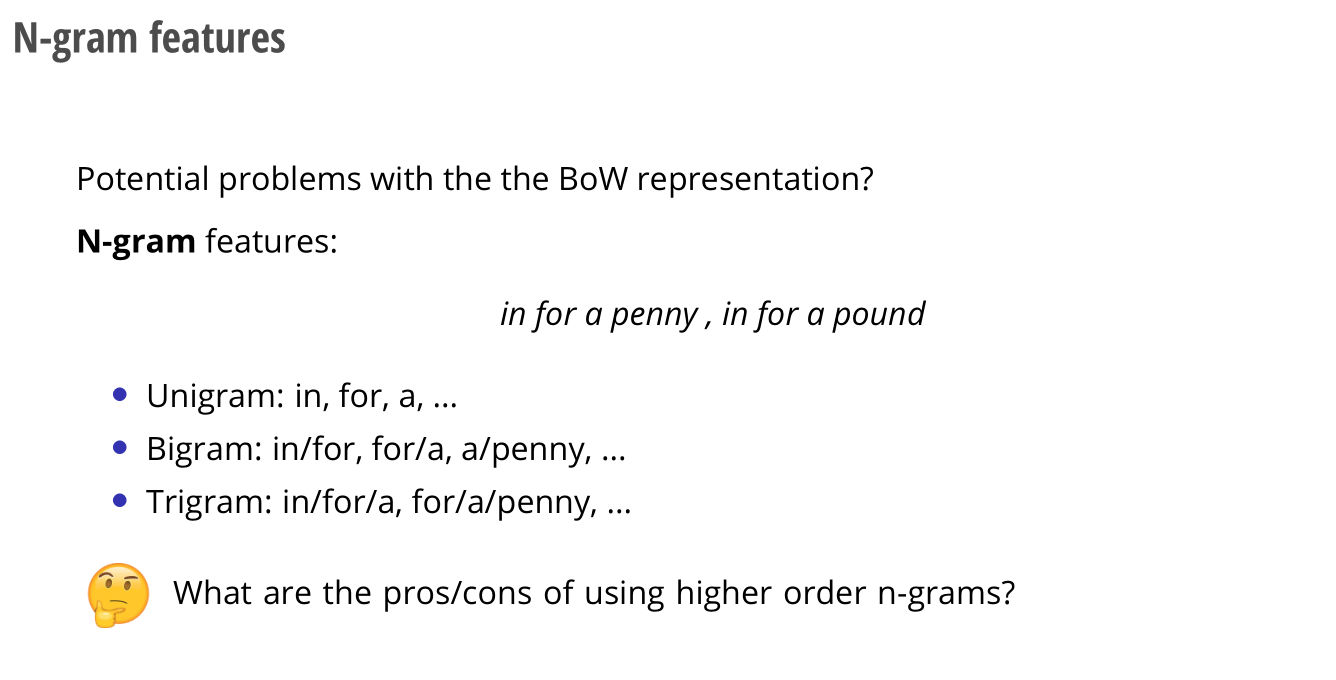 N-gram features
Potential problems with the the BoW representation?
N-gram features:
in for a penny , in for a pound
• Unigram: in, for, a, ...
• Bigram: in/for, for/a, a/penny, ...
• Trigram: in/for/a, for/a/penny, ...
What are the pros/cons of using higher order n-grams?